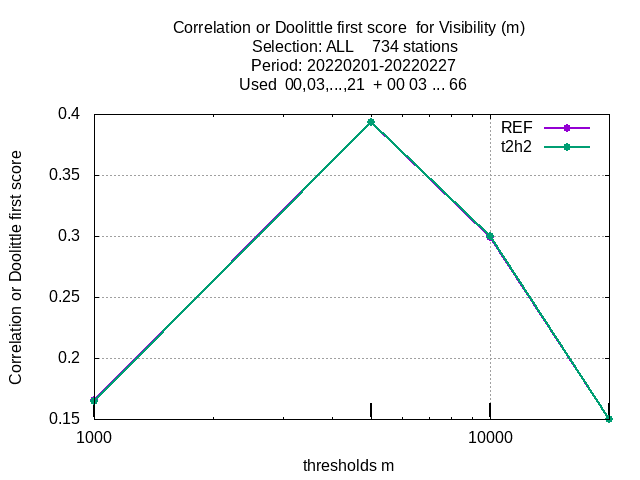 Correlation or Doolittle first score  for Visibility (m)
Selection: ALL    734 stations
Period: 20220201-20220227
Used  00,03,...,21  + 00 03 ... 66
Correlation or Doolittle first score
0.4
0.35
0.3
0.25
0.2
0.15
REF
t2h2
1000
10000
thresholds m